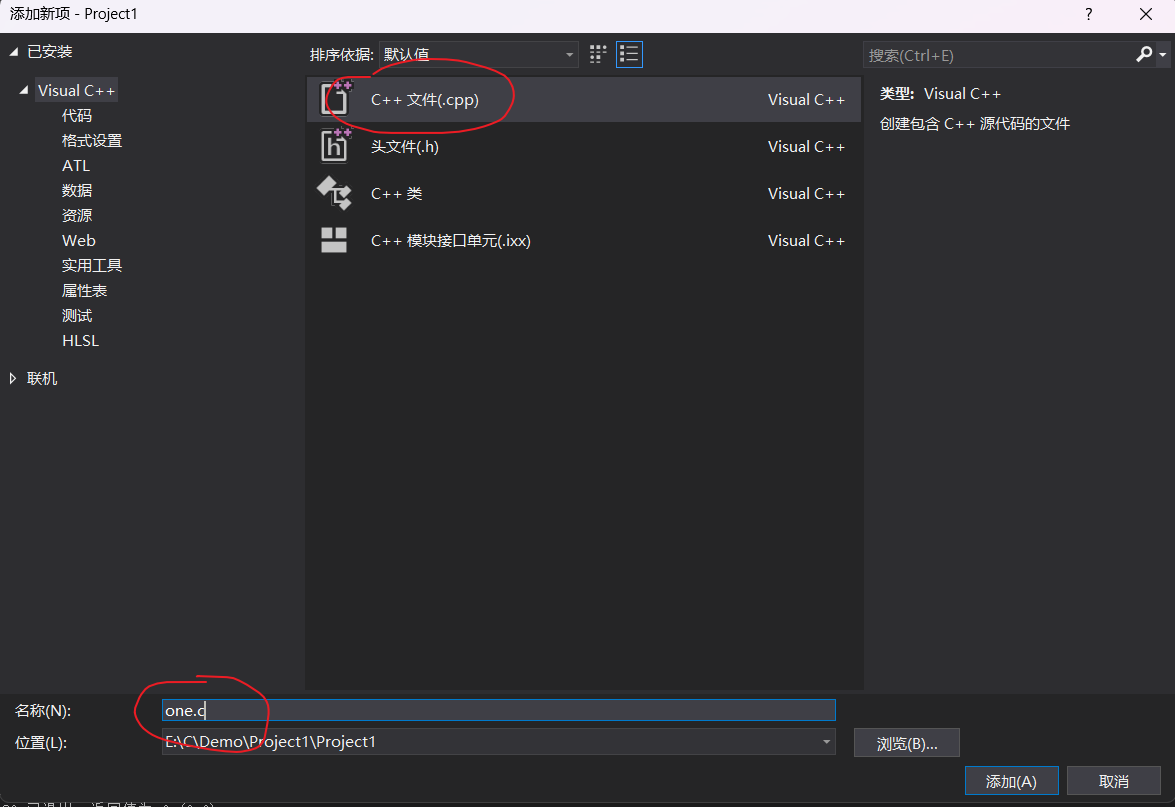 添加新项 - Project1
?
已安装
排序依据: 默认值
搜索(Ctrl+E)
Visual C++
代码
格式设置
ATL
数据
资源
Web
实用工具
属性表
测试
HLSL
联机
C++ 文件(.cpp) Visual C++
头文件(.h) Visual C++
C++ 类 Visual C++
C++ 模块接口单元(.ixx) Visual C++
类型: Visual C++
创建包含 C++ 源代码的文件
名称(N): one.c
位置(L): E:\C\Demo\Project1\Project1
浏览(B)...
添加(A) 取消